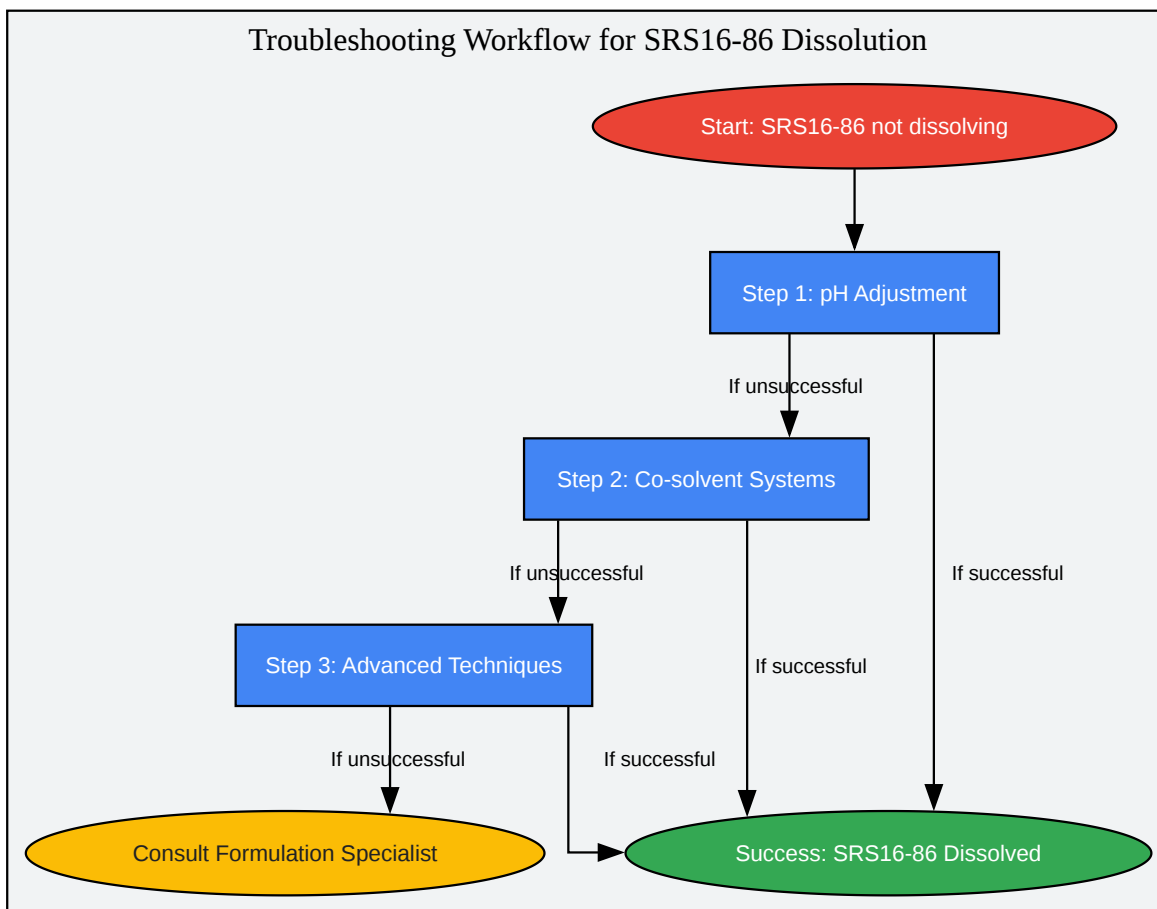 Troubleshooting Workflow for SRS16-86 Dissolution
Start: SRS16-86 not dissolving
Step 1: pH Adjustment
If unsuccessful
Step 2: Co-solvent Systems
If unsuccessful
If successful
Step 3: Advanced Techniques
If successful
If unsuccessful
If successful
Consult Formulation Specialist
Success: SRS16-86 Dissolved